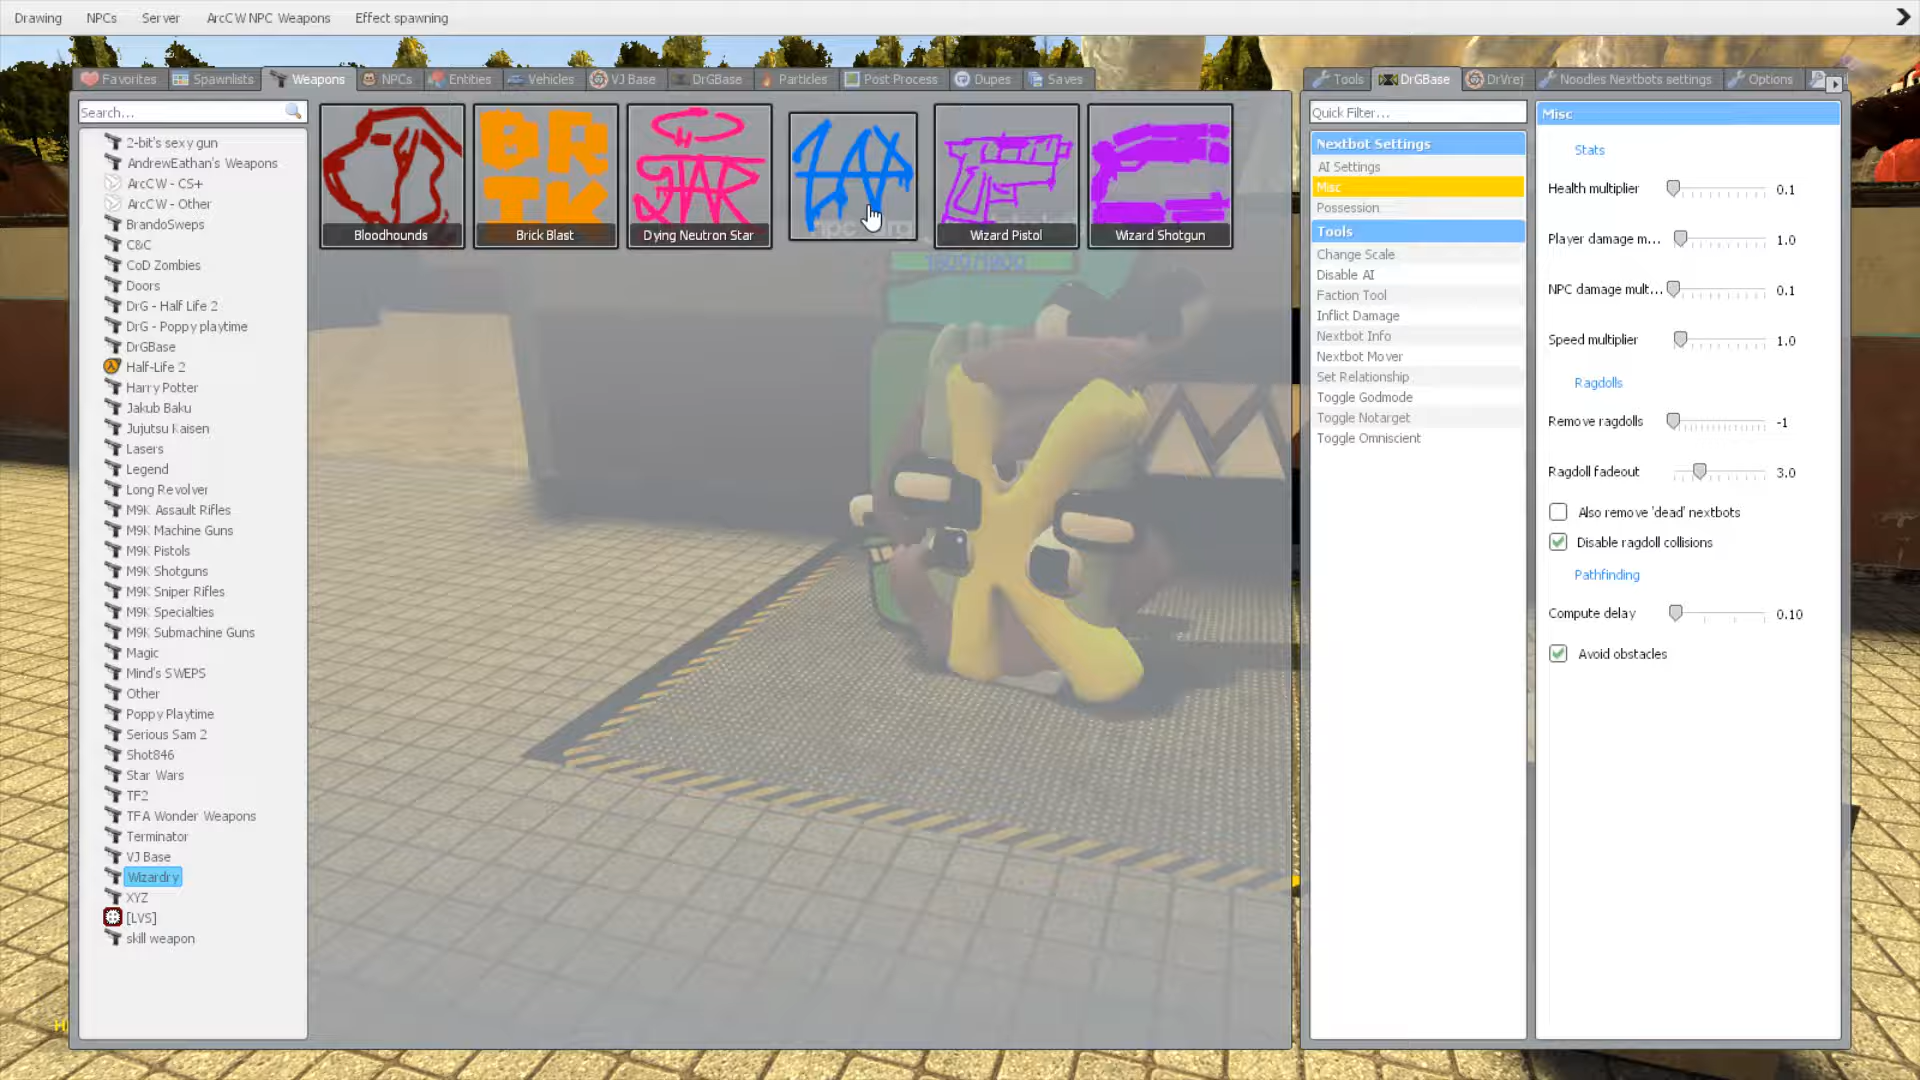 Drawing NPCs Server ArcCW NPC Weapons Effect spawning
Favorites Spawnlists Weapons NPCs Entities Vehicles VJ Base DrGBase Particles Post Process Dupes Saves
Tools DrGBase DrVrej Noodles Nextbots settings Options
Search...
2-bit's sexy gun
AndrewEathan's Weapons
ArcCW - CS+
ArcCW - Other
BrandoSweps
C&C
CoD Zombies
Doors
DrG - Half Life 2
DrG - Poppy playtime
DrGBase
Half-Life 2
Harry Potter
Jakub Baku
Jujutsu Kaisen
Lasers
Legend
Long Revolver
M9K Assault Rifles
M9K Machine Guns
M9K Pistols
M9K Shotguns
M9K Sniper Rifles
M9K Specialties
M9K Submachine Guns
Magic
Mind's SWEPS
Other
Poppy Playtime
Serious Sam 2
Shot846
Star Wars
TF2
TFA Wonder Weapons
Terminator
VJ Base
Wizardry
XYZ
[LVS]
skill weapon
BR
IK
STAR
Bloodhounds
Brick Blast
Dying Neutron Star
Wizard Pistol
Wizard Shotgun
Quick Filter...
Nextbot Settings
AI Settings
Misc
Possession
Tools
Change Scale
Disable AI
Faction Tool
Inflict Damage
Nextbot Info
Nextbot Mover
Set Relationship
Toggle Godmode
Toggle Notarget
Toggle Omniscient
Misc
Stats
Health multiplier 0.1
Player damage m... 1.0
NPC damage mult... 0.1
Speed multiplier 1.0
Ragdolls
Remove ragdolls -1
Ragdoll fadeout 3.0
Also remove 'dead' nextbots
Disable ragdoll collisions
Pathfinding
Compute delay 0.10
Avoid obstacles